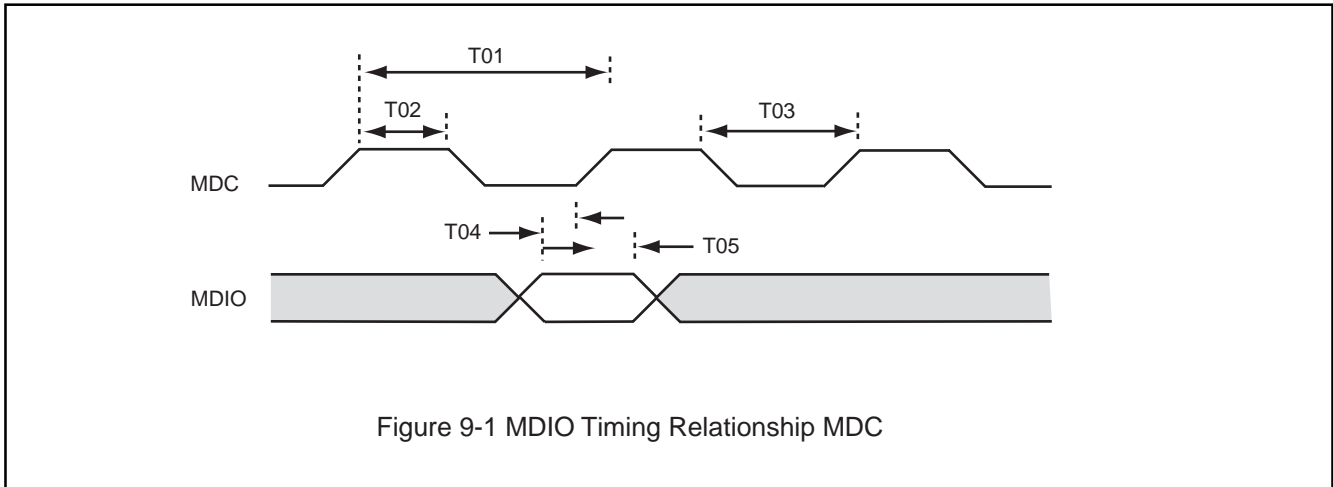 T01
T02
T03
MDC
T04
T05
MDIO
Figure 9-1 MDIO Timing Relationship MDC